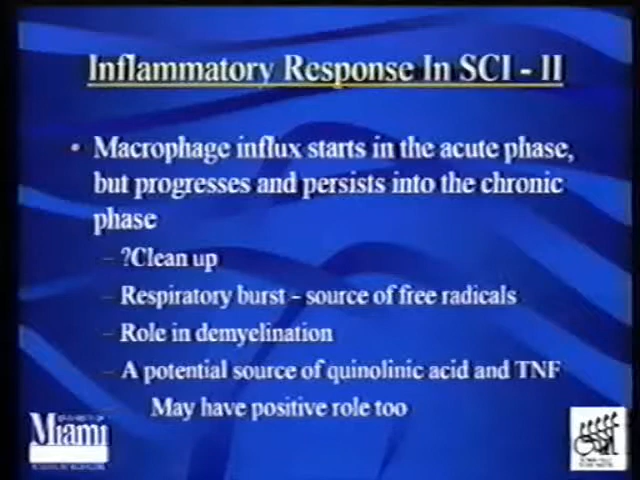 Inflammatory Response In SCI - II
• Macrophage influx starts in the acute phase,
but progresses and persists into the chronic
phase
– ?Clean up
– Respiratory burst – source of free radicals
– Role in demyelination
– A potential source of quinolinic acid and TNF
– May have positive role too
UNIVERSITY OF
Miami